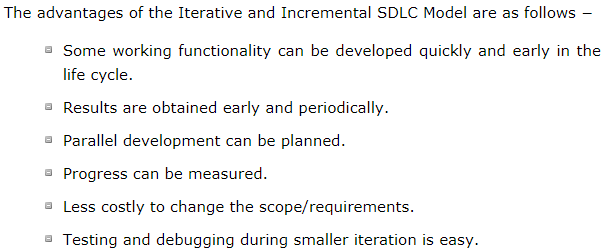 The advantages of the Iterative and Incremental SDLC Model are as follows −
Some working functionality can be developed quickly and early in the
life cycle.
Results are obtained early and periodically.
Parallel development can be planned.
Progress can be measured.
Less costly to change the scope/requirements.
Testing and debugging during smaller iteration is easy.